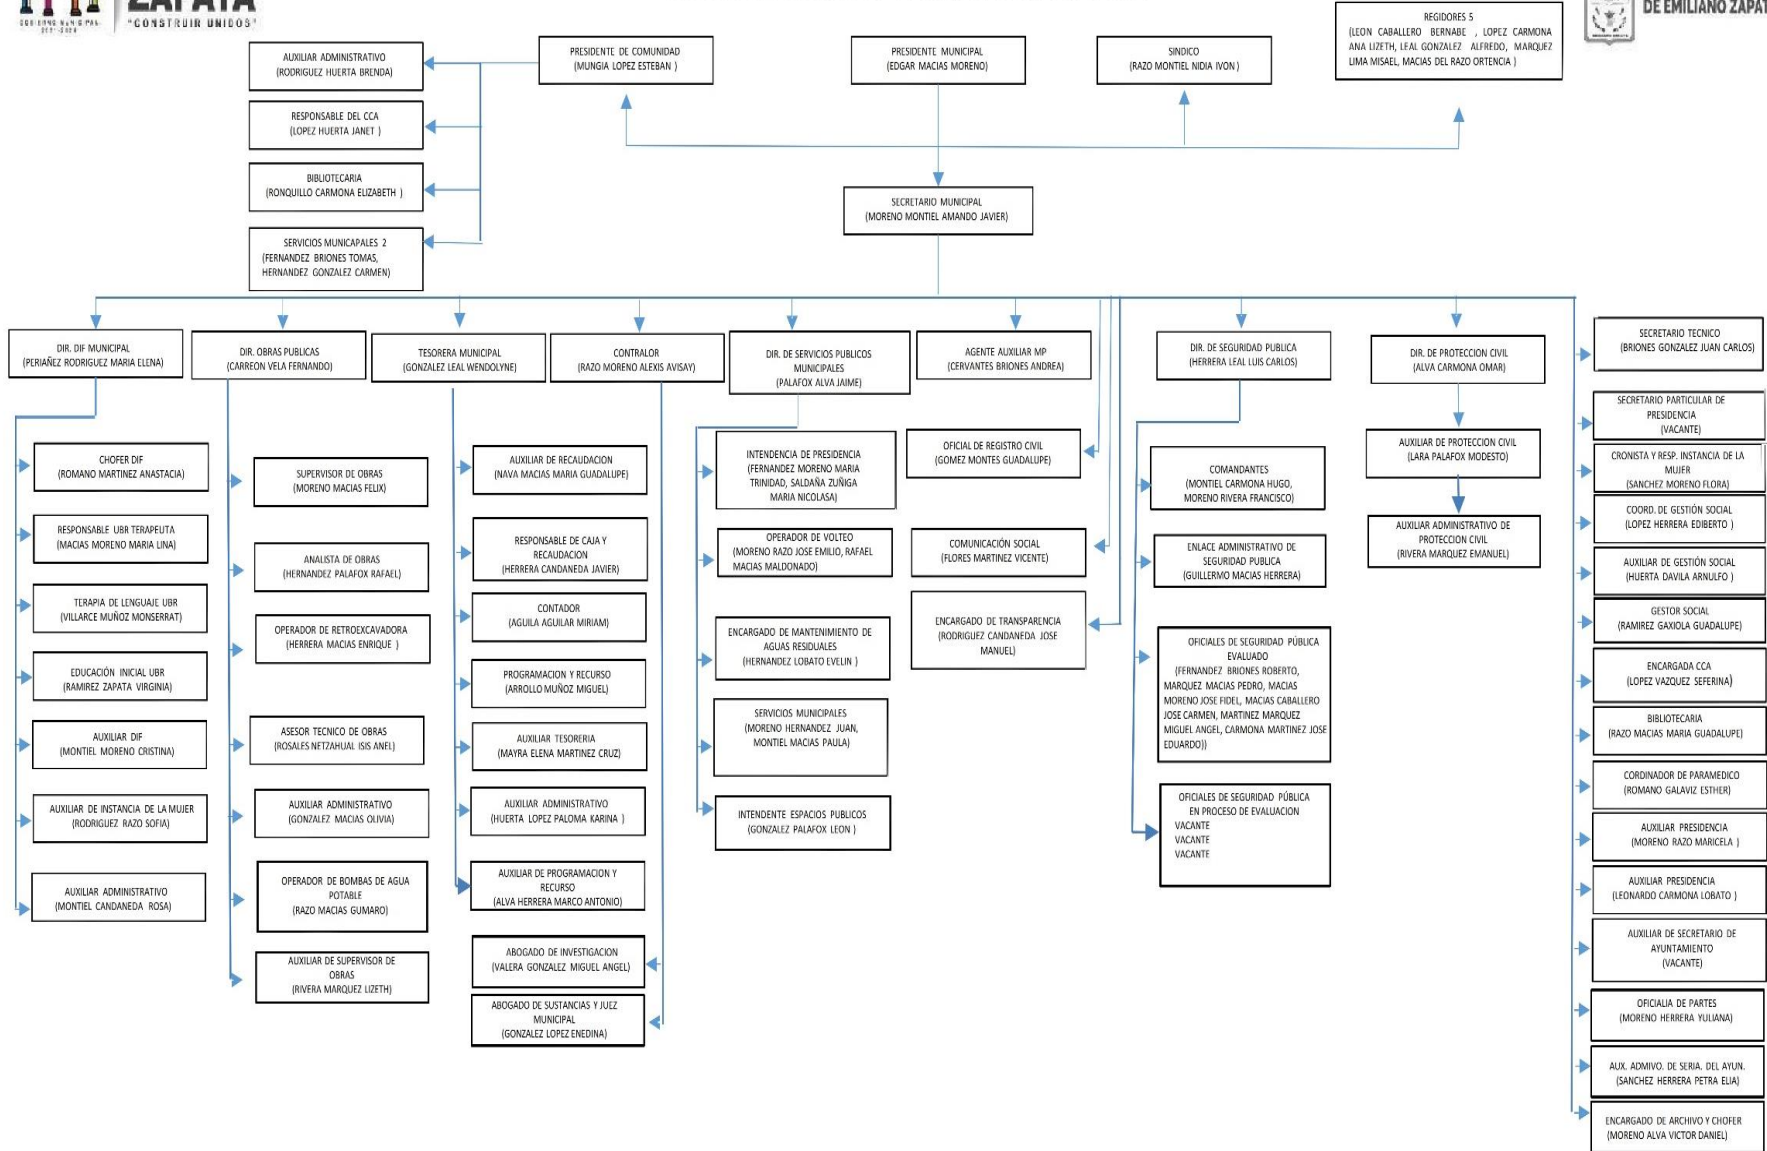 ZAPATA
"CONSTRUIR UNIDOS"
DE EMILIANO ZAPAT
REGIDORES 5
(LEON CABALLERO BERNABE , LOPEZ CARMONA
ANA LIZETH, LEAL GONZALEZ ALFREDO, MARQUEZ
LIMA MISAEL, MACIAS DEL RAZO ORTENCIA )
AUXILIAR ADMINISTRATIVO
(RODRIGUEZ HUERTA BRENDA)
PRESIDENTE DE COMUNIDAD
(MUNGIA LOPEZ ESTEBAN )
PRESIDENTE MUNICIPAL
(EDGAR MACIAS MORENO)
SINDICO
(RAZO MONTIEL NIDIA IVON )
RESPONSABLE DEL CCA
(LOPEZ HUERTA JANET )
BIBLIOTECARIA
(RONQUILLO CARMONA ELIZABETH )
SECRETARIO MUNICIPAL
(MORENO MONTIEL AMANDO JAVIER)
SERVICIOS MUNICAPALES 2
(FERNANDEZ BRIONES TOMAS,
HERNANDEZ GONZALEZ CARMEN)
DIR. DIF MUNICIPAL
(PERIAÑEZ RODRIGUEZ MARIA ELENA)
DIR. OBRAS PUBLICAS
(CARREON VELA FERNANDO)
TESORERA MUNICIPAL
(GONZALEZ LEAL WENDOLYNE)
CONTRALOR
(RAZO MORENO ALEXIS AVISAY)
DIR. DE SERVICIOS PUBLICOS
MUNICIPALES
(PALAFOX ALVA JAIME)
AGENTE AUXILIAR MP
(CERVANTES BRIONES ANDREA)
DIR. DE SEGURIDAD PUBLICA
(HERRERA LEAL LUIS CARLOS)
DIR. DE PROTECCION CIVIL
(ALVA CARMONA OMAR)
CHOFER DIF
(ROMANO MARTINEZ ANASTACIA)
RESPONSABLE UBR TERAPEUTA
(MACIAS MORENO MARIA LINA)
TERAPIA DE LENGUAJE UBR
(VILLARCE MUÑOZ MONSERRAT)
EDUCACIÓN INICIAL UBR
(RAMIREZ ZAPATA VIRGINIA)
AUXILIAR DIF
(MONTIEL MORENO CRISTINA)
AUXILIAR DE INSTANCIA DE LA MUJER
(RODRIGUEZ RAZO SOFIA)
AUXILIAR ADMINISTRATIVO
(MONTIEL CANDANEDA ROSA)
SUPERVISOR DE OBRAS
(MORENO MACIAS FELIX)
ANALISTA DE OBRAS
(HERNANDEZ PALAFOX RAFAEL)
OPERADOR DE RETROEXCAVADORA
(HERRERA MACIAS ENRIQUE )
ASESOR TECNICO DE OBRAS
(ROSALES NETZAHUAL ISIS ANEL)
AUXILIAR ADMINISTRATIVO
(GONZALEZ MACIAS OLIVIA)
OPERADOR DE BOMBAS DE AGUA
POTABLE
(RAZO MACIAS GUMARO)
AUXILIAR DE SUPERVISOR DE
OBRAS
(RIVERA MARQUEZ LIZETH)
AUXILIAR DE RECAUDACION
(NAVA MACIAS MARIA GUADALUPE)
RESPONSABLE DE CAJA Y
RECAUDACION
(HERRERA CANDANEDA JAVIER)
CONTADOR
(AGUILA AGUILAR MIRIAM)
PROGRAMACION Y RECURSO
(ARROLLO MUÑOZ MIGUEL)
AUXILIAR TESORERIA
(MAYRA ELENA MARTINEZ CRUZ)
AUXILIAR ADMINISTRATIVO
(HUERTA LOPEZ PALOMA KARINA )
AUXILIAR DE PROGRAMACION Y
RECURSO
(ALVA HERRERA MARCO ANTONIO)
ABOGADO DE INVESTIGACION
(VALERA GONZALEZ MIGUEL ANGEL)
ABOGADO DE SUSTANCIAS Y JUEZ
MUNICIPAL
(GONZALEZ LOPEZ ENEDINA)
INTENDENCIA DE PRESIDENCIA
(FERNANDEZ MORENO MARIA
TRINIDAD, SALDAÑA ZUÑIGA
MARIA NICOLASA)
OPERADOR DE VOLTEO
(MORENO RAZO JOSE EMILIO, RAFAEL
MACIAS MALDONADO)
ENCARGADO DE MANTENIMIENTO DE
AGUAS RESIDUALES
(HERNANDEZ LOBATO EVELIN )
SERVICIOS MUNICIPALES
(MORENO HERNANDEZ JUAN,
MONTIEL MACIAS PAULA)
INTENDENTE ESPACIOS PUBLICOS
(GONZALEZ PALAFOX LEON )
OFICIAL DE REGISTRO CIVIL
(GOMEZ MONTES GUADALUPE)
COMUNICACIÓN SOCIAL
(FLORES MARTINEZ VICENTE)
ENCARGADO DE TRANSPARENCIA
(RODRIGUEZ CANDANEDA JOSE
MANUEL)
COMANDANTES
(MONTIEL CARMONA HUGO,
MORENO RIVERA FRANCISCO)
ENLACE ADMINISTRATIVO DE
SEGURIDAD PUBLICA
(GUILLERMO MACIAS HERRERA)
OFICIALES DE SEGURIDAD PÚBLICA
EVALUADO
(FERNANDEZ BRIONES ROBERTO,
MARQUEZ MACIAS PEDRO, MACIAS
MORENO JOSE FIDEL, MACIAS CABALLERO
JOSE CARMEN, MARTINEZ MARQUEZ
MIGUEL ANGEL, CARMONA MARTINEZ JOSE
EDUARDO))
OFICIALES DE SEGURIDAD PÚBLICA
EN PROCESO DE EVALUACION
VACANTE
VACANTE
VACANTE
AUXILIAR DE PROTECCION CIVIL
(LARA PALAFOX MODESTO)
AUXILIAR ADMINISTRATIVO DE
PROTECCION CIVIL
(RIVERA MARQUEZ EMANUEL)
SECRETARIO TECNICO
(BRIONES GONZALEZ JUAN CARLOS)
SECRETARIO PARTICULAR DE
PRESIDENCIA
(VACANTE)
CRONISTA Y RESP. INSTANCIA DE LA
MUJER
(SANCHEZ MORENO FLORA)
COORD. DE GESTIÓN SOCIAL
(LOPEZ HERRERA EDIBERTO )
AUXILIAR DE GESTIÓN SOCIAL
(HUERTA DAVILA ARNULFO )
GESTOR SOCIAL
(RAMIREZ GAXIOLA GUADALUPE)
ENCARGADA CCA
(LOPEZ VAZQUEZ SEFERINA)
BIBLIOTECARIA
(RAZO MACIAS MARIA GUADALUPE)
CORDINADOR DE PARAMEDICO
(ROMANO GALAVIZ ESTHER)
AUXILIAR PRESIDENCIA
(MORENO RAZO MARICELA )
AUXILIAR PRESIDENCIA
(LEONARDO CARMONA LOBATO )
AUXILIAR DE SECRETARIO DE
AYUNTAMIENTO
(VACANTE)
OFICIALIA DE PARTES
(MORENO HERRERA YULIANA)
AUX. ADMIVO. DE SERIA. DEL AYUN.
(SANCHEZ HERRERA PETRA ELIA)
ENCARGADO DE ARCHIVO Y CHOFER
(MORENO ALVA VICTOR DANIEL)